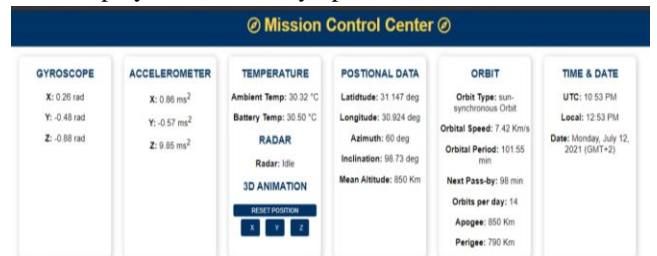 Mission Control Center
GYROSCOPE
X: 0.26 rad
Y: -0.48 rad
Z: -0.88 rad
ACCELEROMETER
X: 0.86 ms2
Y: -0.57 ms2
Z: 9.85 ms2
TEMPERATURE
Ambient Temp: 30.32 °C
Battery Temp: 30.50 °C
RADAR
Radar: Idle
3D ANIMATION
RESET POSITION
X Y Z
POSTIONAL DATA
Latidtude: 31.147 deg
Longitude: 30.924 deg
Azimuth: 60 deg
Inclination: 98.73 deg
Mean Altitude: 850 Km
ORBIT
Orbit Type: sun-
synchronous Orbit
Orbital Speed: 7.42 Km/s
Orbital Period: 101:55
min
Next Pass-by: 98 min
Orbits per day: 14
Apogee: 850 Km
Perigee: 790 Km
TIME & DATE
UTC: 10:53 PM
Local: 12:53 PM
Date: Monday, July 12,
2021 (GMT+2)